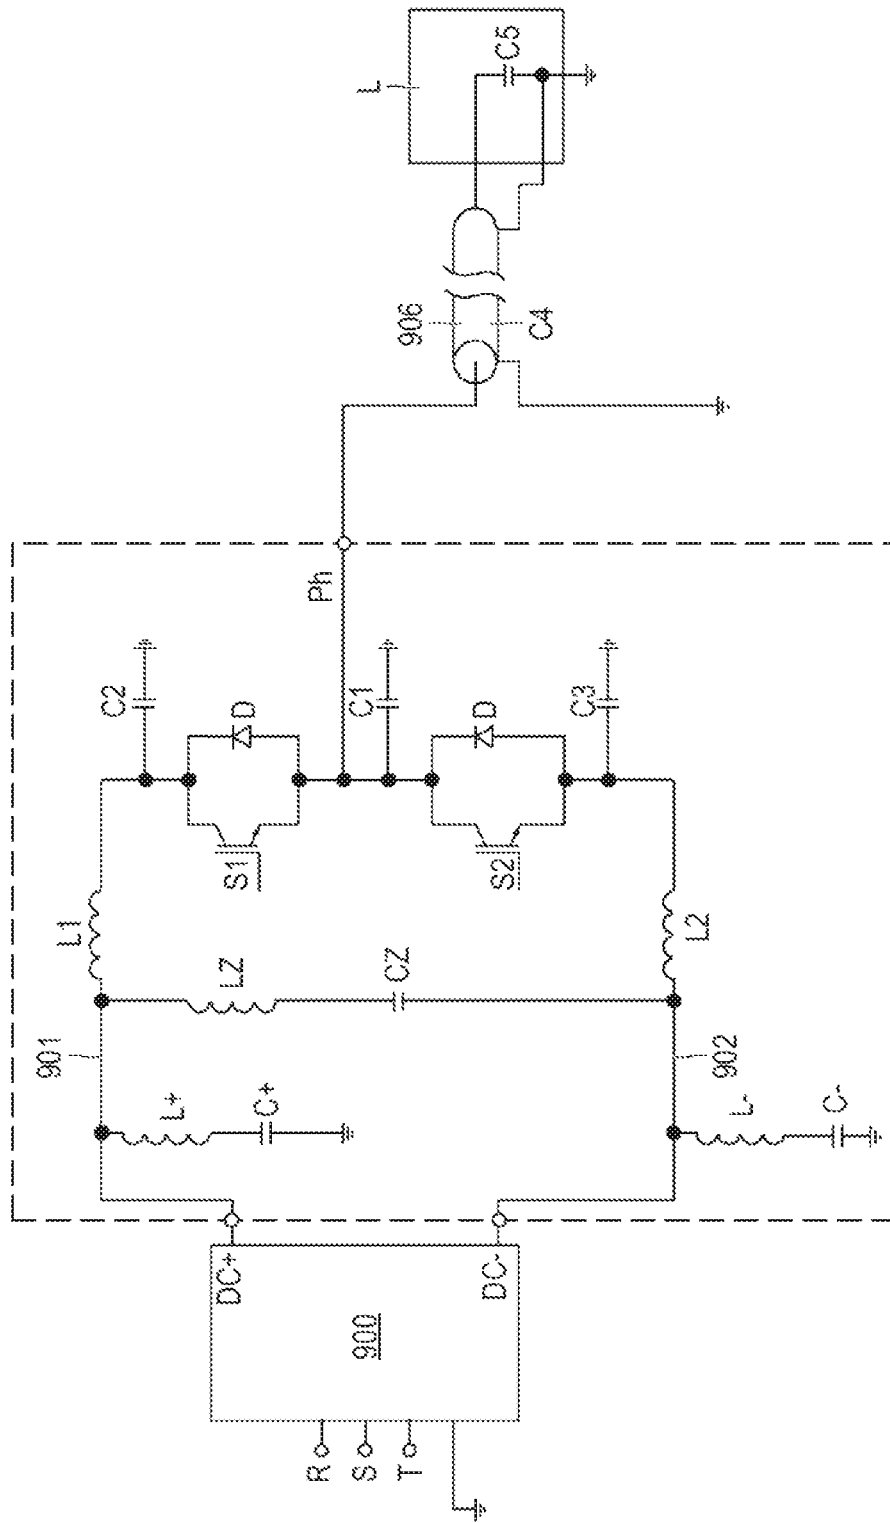 R
S
T
900
DC+
DC-
L+
C+
L-
C-
901
902
LZ
CZ
L1
L2
S1
S2
D
D
C2
C1
C3
Ph
906
C4
L
C5